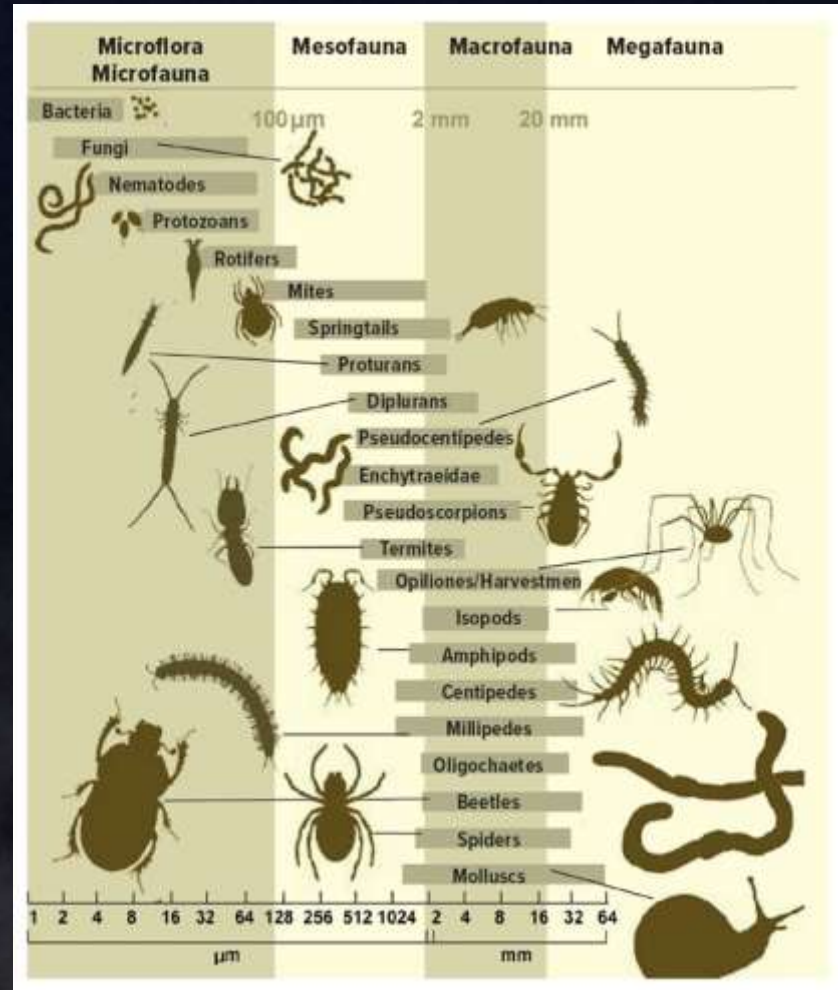 Microflora
Microfauna
Mesofauna
Macrofauna
Megafauna
Bacteria
100 µm
2 mm
20 mm
Fungi
Nematodes
Protozoans
Rotifers
Mites
Springtails
Proturans
Diplurans
Pseudocentipedes
Enchytraeidae
Pseudoscorpions
Termites
Opiliones/Harvestmen
Isopods
Amphipods
Centipedes
Millipedes
Oligochaetes
Beetles
Spiders
Molluscs
1 2 4 8 16 32 64 128 256 512 1024 2 4 8 16 32 64
µm mm